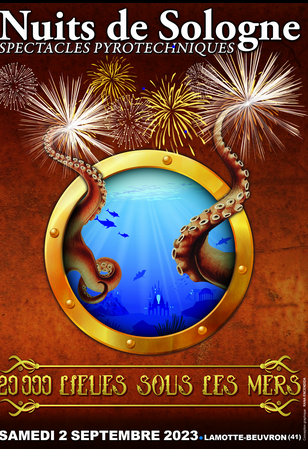 Nuits de Sologne
SPECTACLES PYROTECHNIQUES
20 000 LIEUES SOUS LES MERS
SAMEDI 2 SEPTEMBRE 2023 • LAMOTTE-BEUVRON (41)